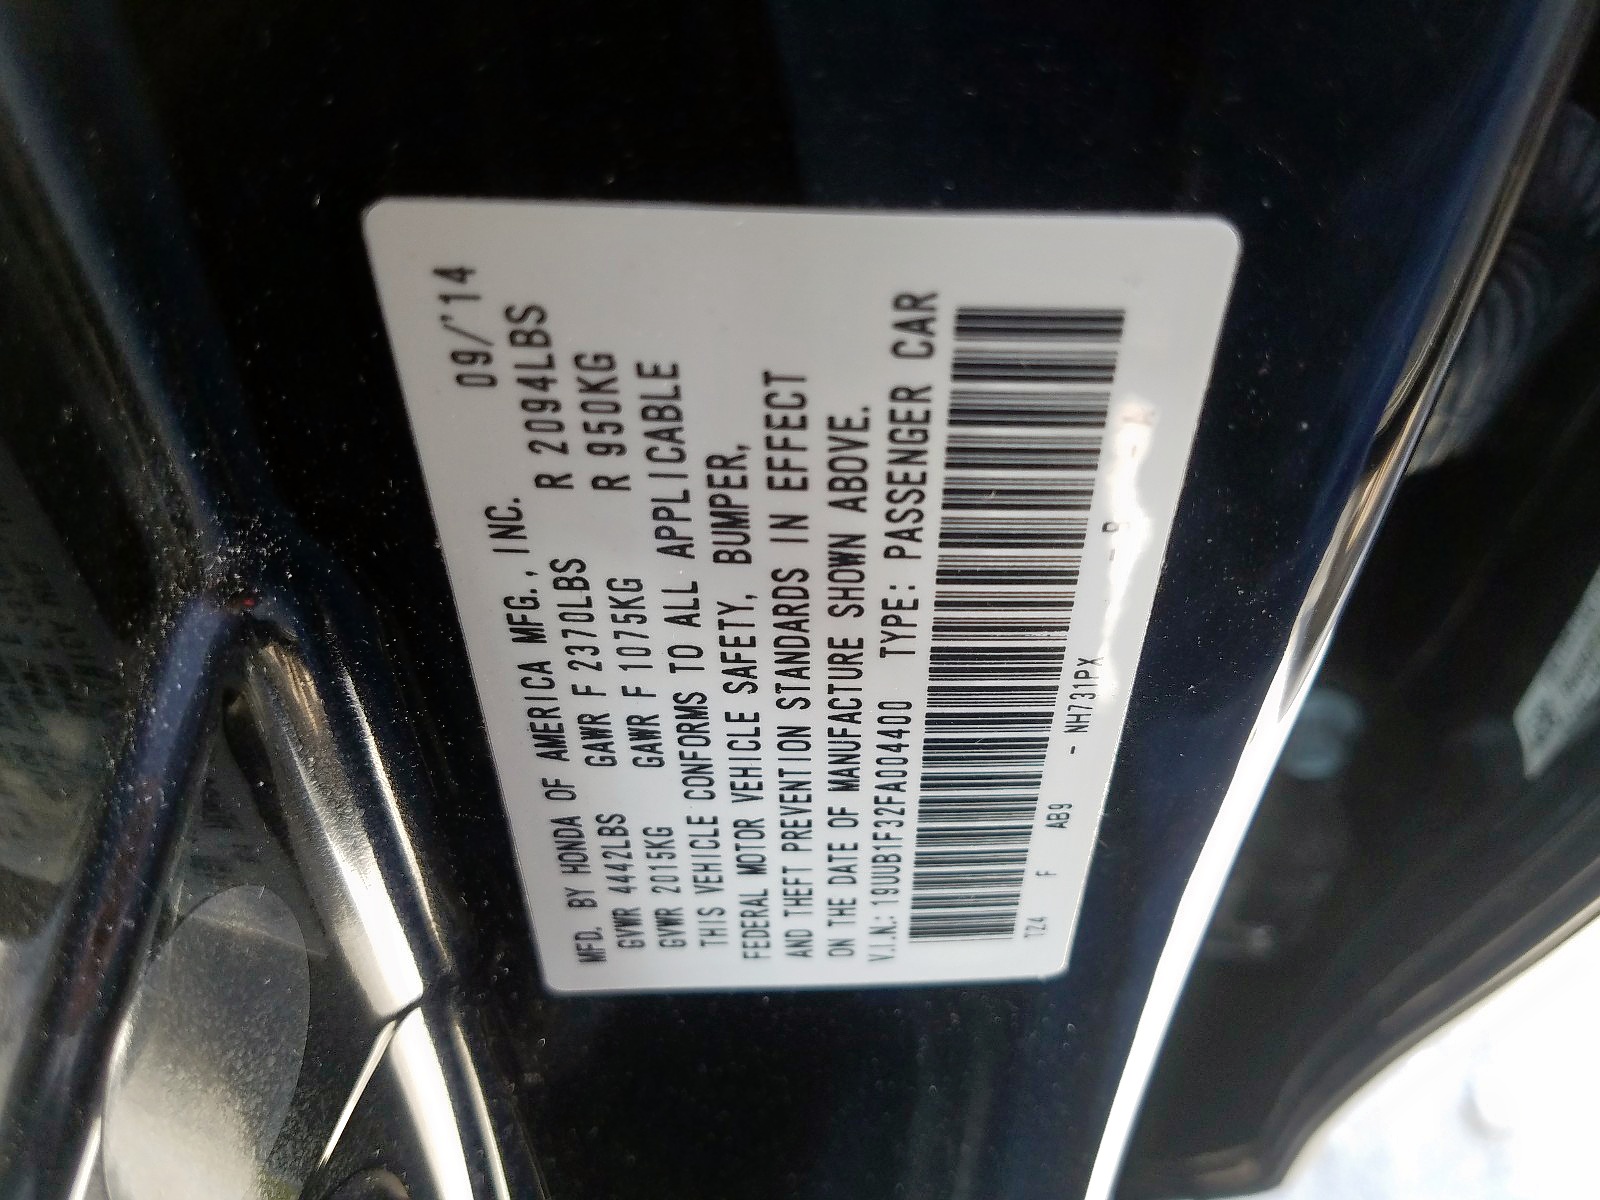 MFD. BY HONDA OF AMERICA MFG., INC. 09/'14
GVWR 4442LBS GAWR F 2370LBS R 2094LBS
GVWR 2015KG GAWR F 1075KG R 950KG
THIS VEHICLE CONFORMS TO ALL APPLICABLE
FEDERAL MOTOR VEHICLE SAFETY, BUMPER,
AND THEFT PREVENTION STANDARDS IN EFFECT
ON THE DATE OF MANUFACTURE SHOWN ABOVE.
V.I.N.: 19UUB1F32FA004400 TYPE: PASSENGER CAR
TZ4 F AB9 - NH731PX - - B